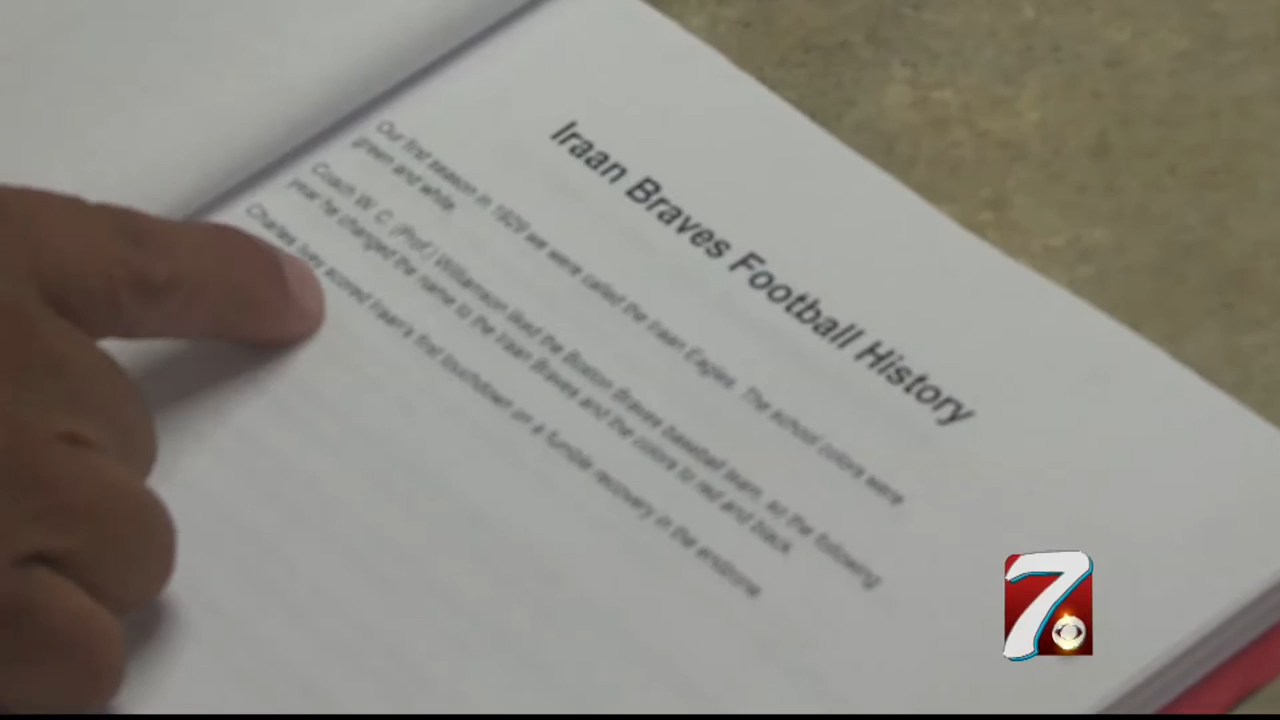 Iraan Braves Football History
Our first season in 1929 we were called the Iraan Eagles. The school colors were
green and white.
Coach W. C. (Prof.) Williamson liked the Boston Braves baseball team, so the following
year he changed the name to the Iraan Braves and the colors to red and black.
Charles scored Iraan's first touchdown on a fumble recovery in the endzone
7